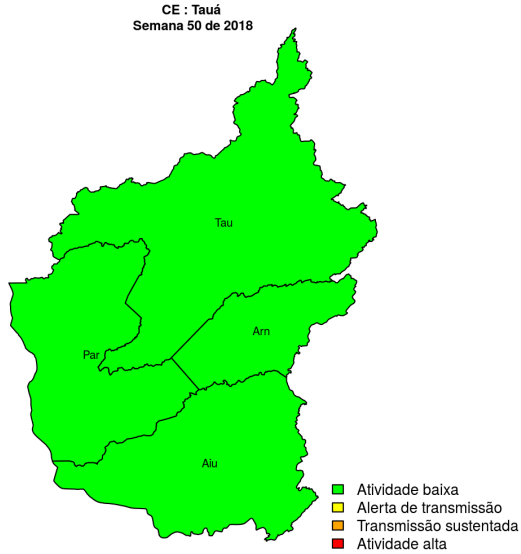 CE : Tauá
Semana 50 de 2018
Tau
Arn
Par
Aiu
Atividade baixa
Alerta de transmissão
Transmissão sustentada
Atividade alta